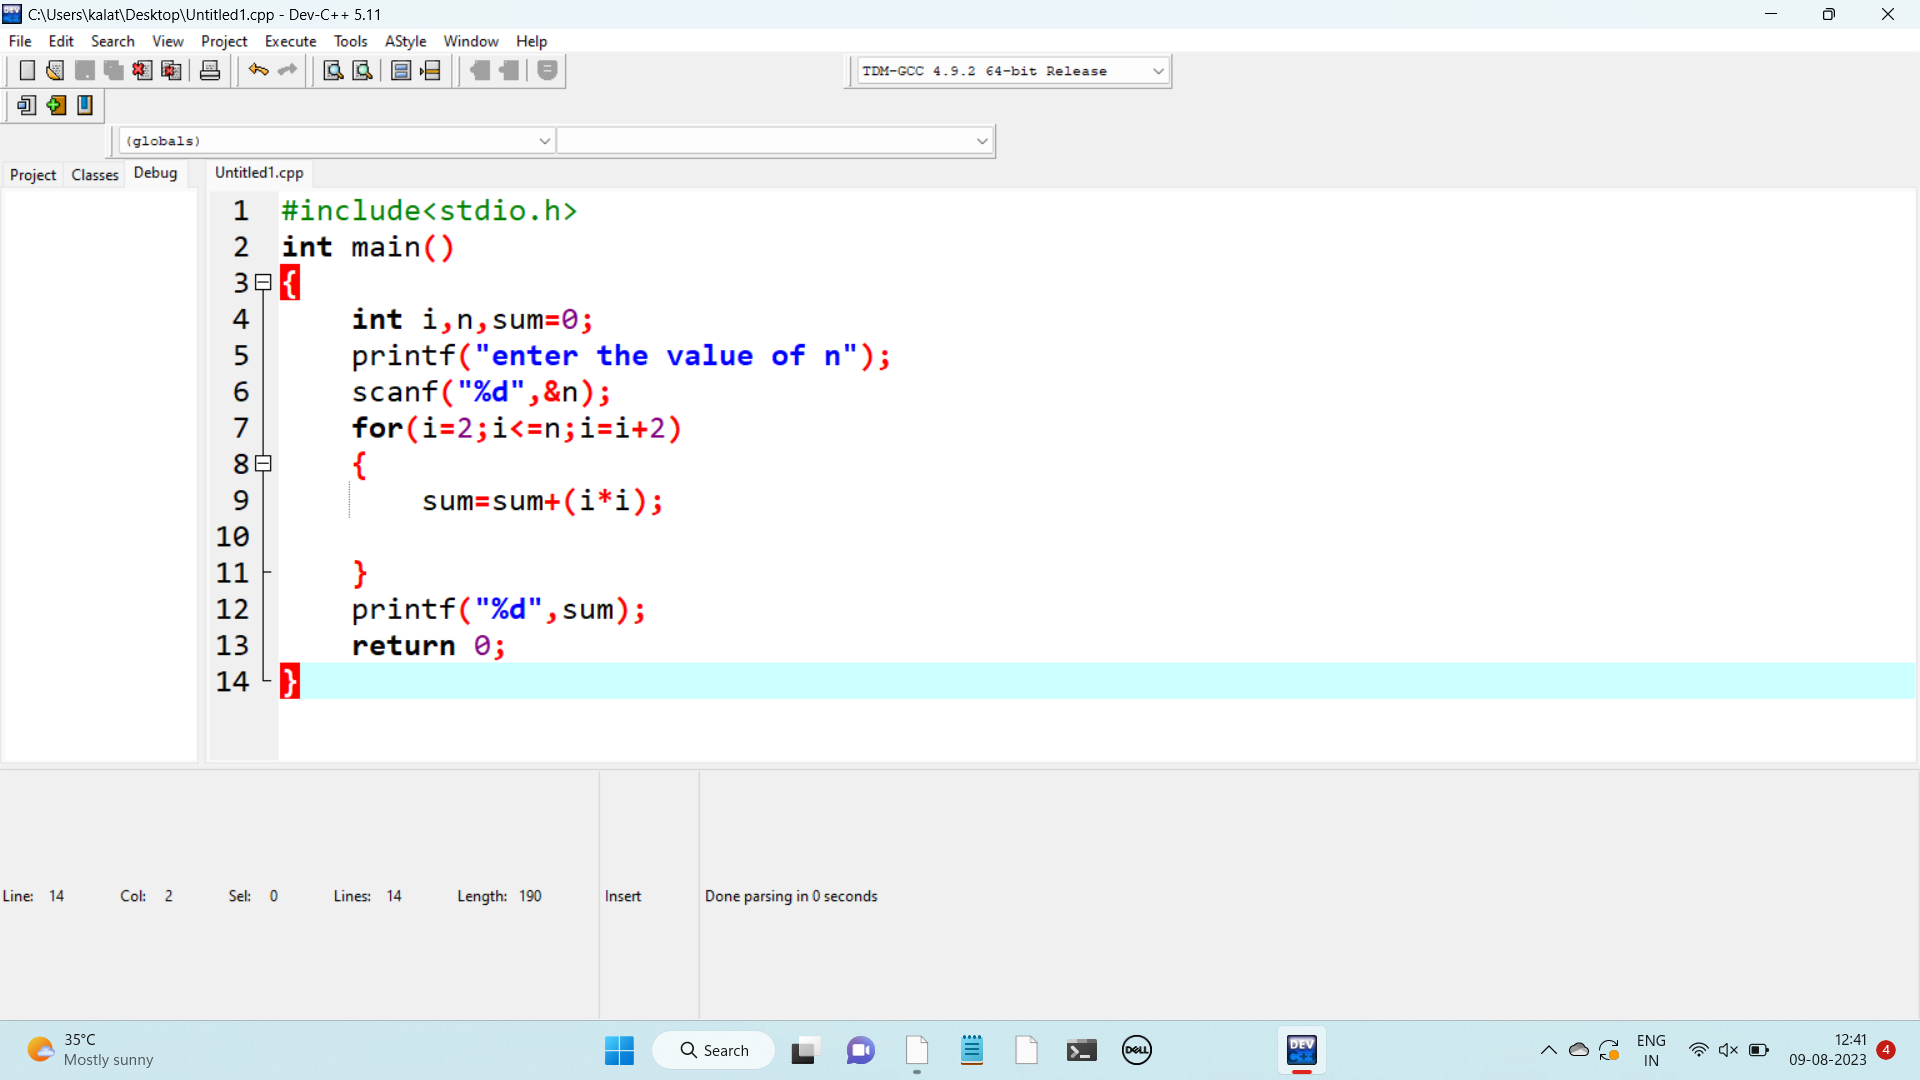 C:\Users\kalat\Desktop\Untitled1.cpp - Dev-C++ 5.11
File Edit Search View Project Execute Tools AStyle Window Help
TDM-GCC 4.9.2 64-bit Release
(globals)
Project Classes Debug Untitled1.cpp
1 #include<stdio.h>
2 int main()
3 {
4 int i,n,sum=0;
5 printf("enter the value of n");
6 scanf("%d",&n);
7 for(i=2;i<=n;i=i+2)
8 {
9 sum=sum+(i*i);
10
11 }
12 printf("%d",sum);
13 return 0;
14 }
Line: 14 Col: 2 Sel: 0 Lines: 14 Length: 190 Insert Done parsing in 0 seconds
35°C
Mostly sunny
Search
DELL
DEV
C++
ENG
IN
12:41
09-08-2023
4